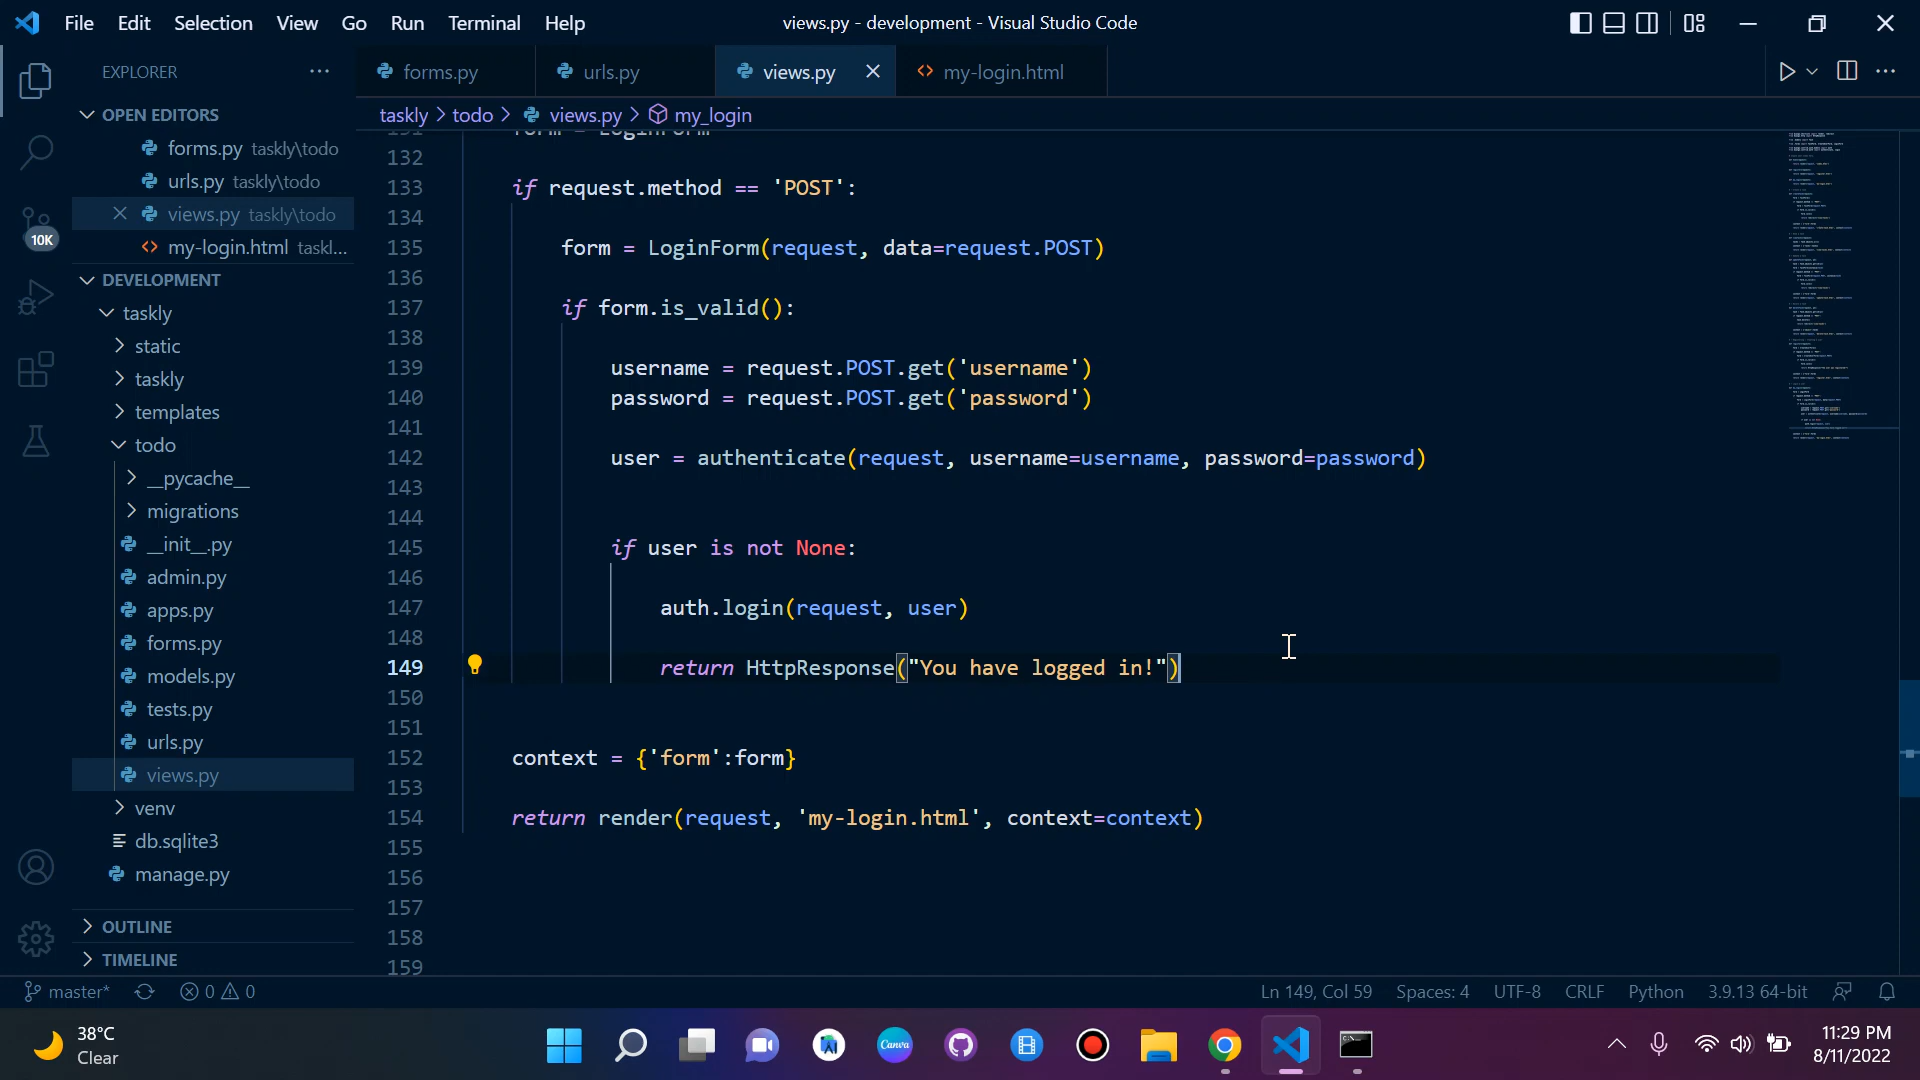 File Edit Selection View Go Run Terminal Help
views.py - development - Visual Studio Code
EXPLORER
forms.py
urls.py
views.py
my-login.html
OPEN EDITORS
forms.py taskly\todo
urls.py taskly\todo
views.py taskly\todo
my-login.html taskl...
DEVELOPMENT
taskly
static
taskly
templates
todo
__pycache__
migrations
__init__.py
admin.py
apps.py
forms.py
models.py
tests.py
urls.py
views.py
venv
db.sqlite3
manage.py
OUTLINE
TIMELINE
10K
taskly > todo > views.py > my_login
131 form = LoginForm
132
133 if request.method == 'POST':
134
135 form = LoginForm(request, data=request.POST)
136
137 if form.is_valid():
138
139 username = request.POST.get('username')
140 password = request.POST.get('password')
141
142 user = authenticate(request, username=username, password=password)
143
144
145 if user is not None:
146
147 auth.login(request, user)
148
149 return HttpResponse("You have logged in!")
150
151
152 context = {'form':form}
153
154 return render(request, 'my-login.html', context=context)
155
156
157
158
159
master* 0 0
Ln 149, Col 59 Spaces: 4 UTF-8 CRLF Python 3.9.13 64-bit
38°C
Clear
Canva
11:29 PM
8/11/2022